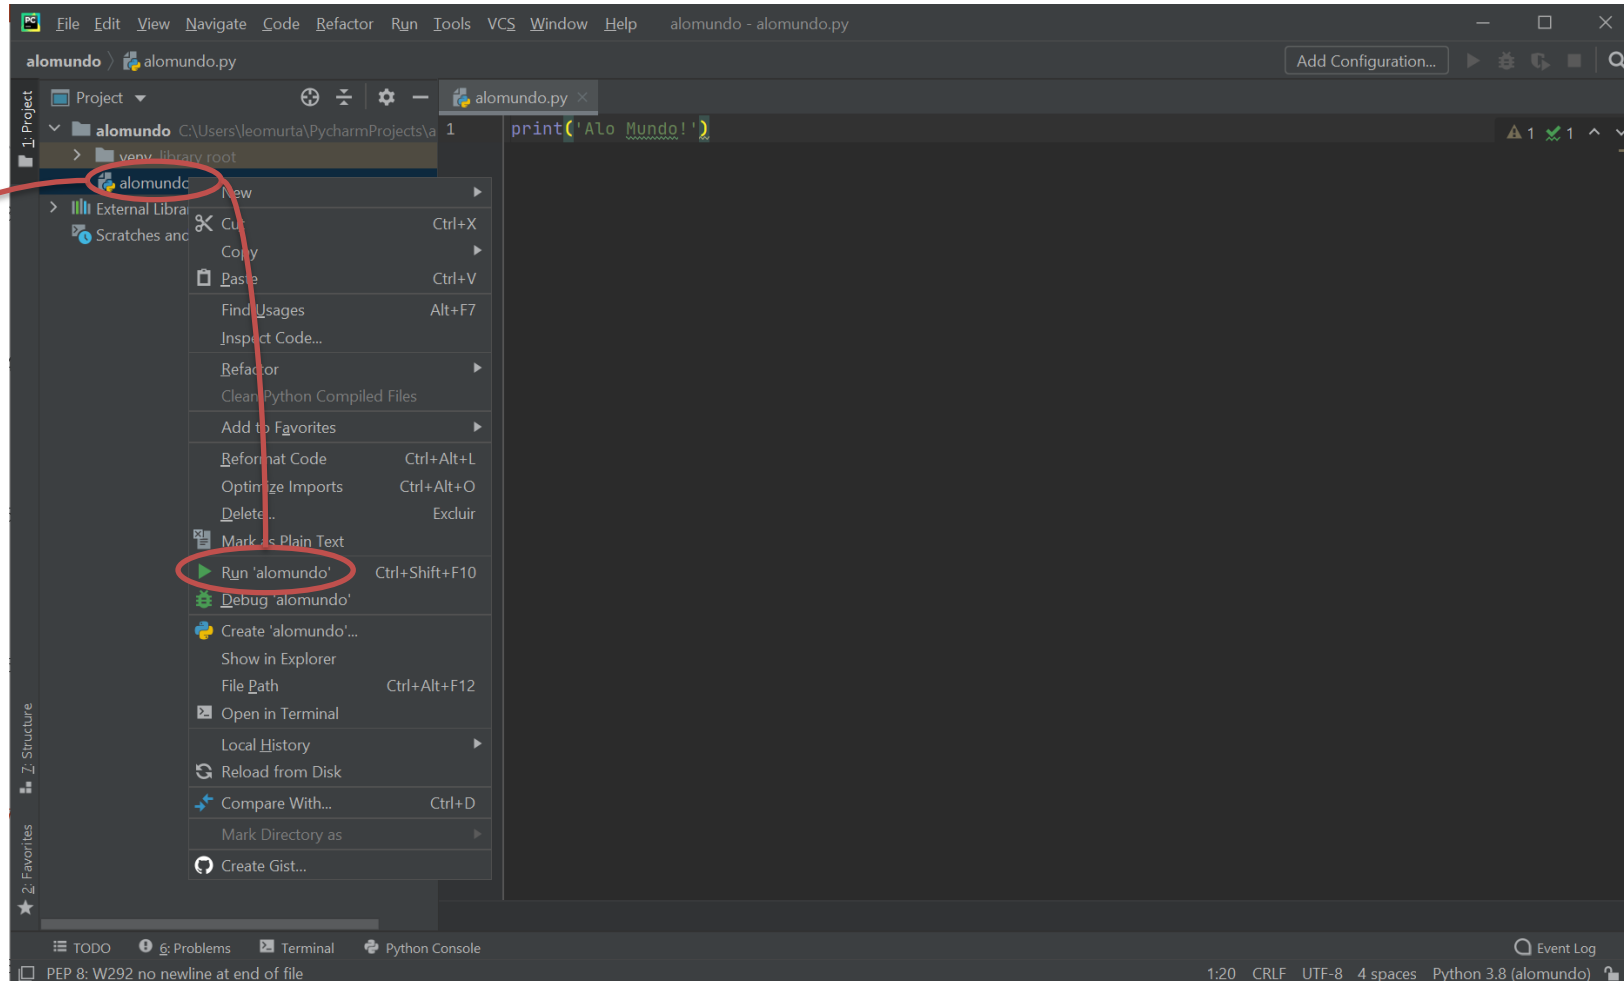 PC File Edit View Navigate Code Refactor Run Tools VCS Window Help alomundo - alomundo.py
alomundo alomundo.py Add Configuration...
1: Project
Project
alomundo.py
alomundo C:\Users\leomurta\PycharmProjects\a
venv library root
alomundo
External Libra
Scratches and
1 print('Alo Mundo!')
1 1
New
Cut Ctrl+X
Copy
Paste Ctrl+V
Find Usages Alt+F7
Inspect Code...
Refactor
Clean Python Compiled Files
Add to Favorites
Reformat Code Ctrl+Alt+L
Optimize Imports Ctrl+Alt+O
Delete... Excluir
Mark as Plain Text
Run 'alomundo' Ctrl+Shift+F10
Debug 'alomundo'
Create 'alomundo'...
Show in Explorer
File Path Ctrl+Alt+F12
Open in Terminal
Local History
Reload from Disk
Compare With... Ctrl+D
Mark Directory as
Create Gist...
7: Structure
2: Favorites
TODO 6: Problems Terminal Python Console Event Log
PEP 8: W292 no newline at end of file 1:20 CRLF UTF-8 4 spaces Python 3.8 (alomundo)